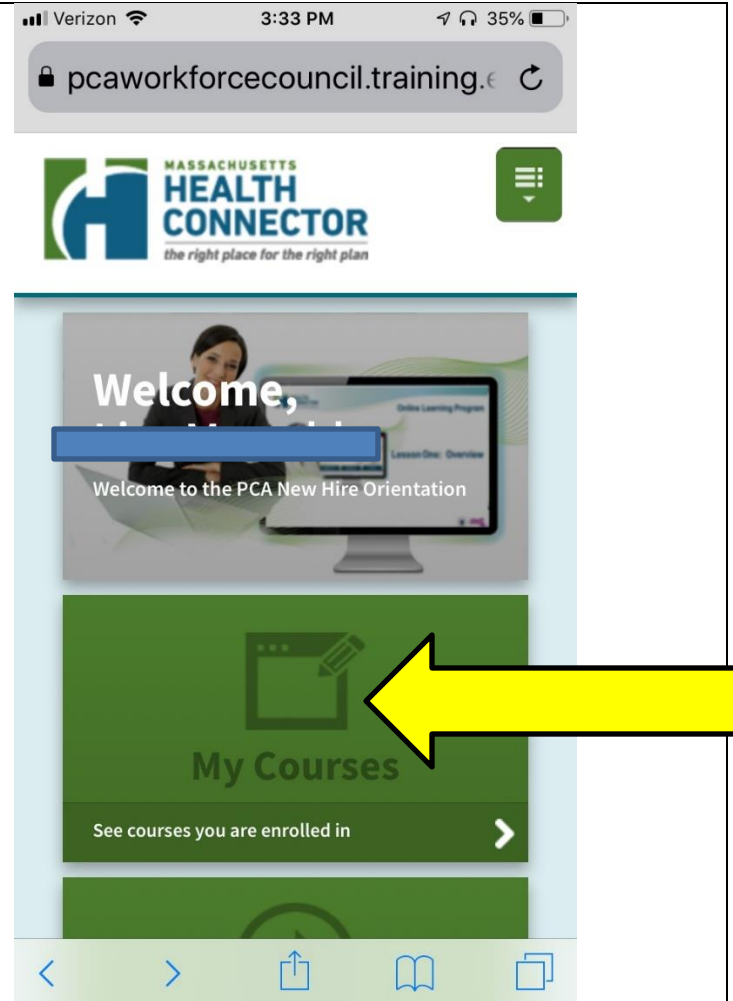 Verizon 3:33 PM 35%
pcaworkforcecouncil.training.
MASSACHUSETTS
HEALTH
CONNECTOR
the right place for the right plan
Welcome,
Online Learning Program
Lesson One: Overview
Welcome to the PCA New Hire Orientation
My Courses
See courses you are enrolled in